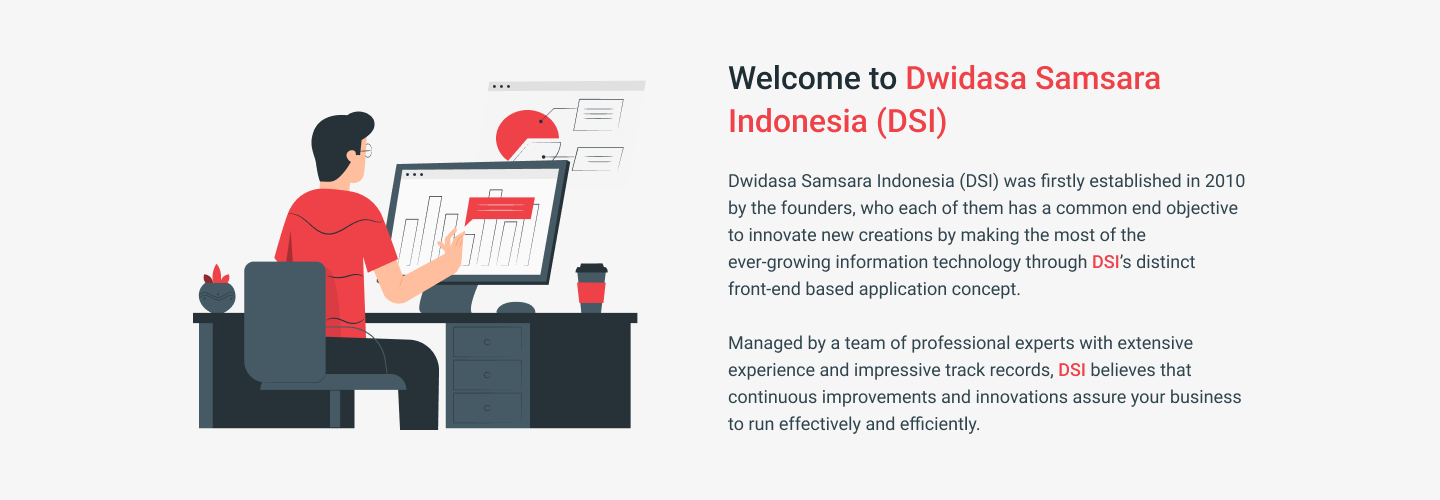 Welcome to Dwidasa Samsara
Indonesia (DSI)
Dwidasa Samsara Indonesia (DSI) was firstly established in 2010
by the founders, who each of them has a common end objective
to innovate new creations by making the most of the
ever-growing information technology through DSI's distinct
front-end based application concept.
Managed by a team of professional experts with extensive
experience and impressive track records, DSI believes that
continuous improvements and innovations assure your business
to run effectively and efficiently.